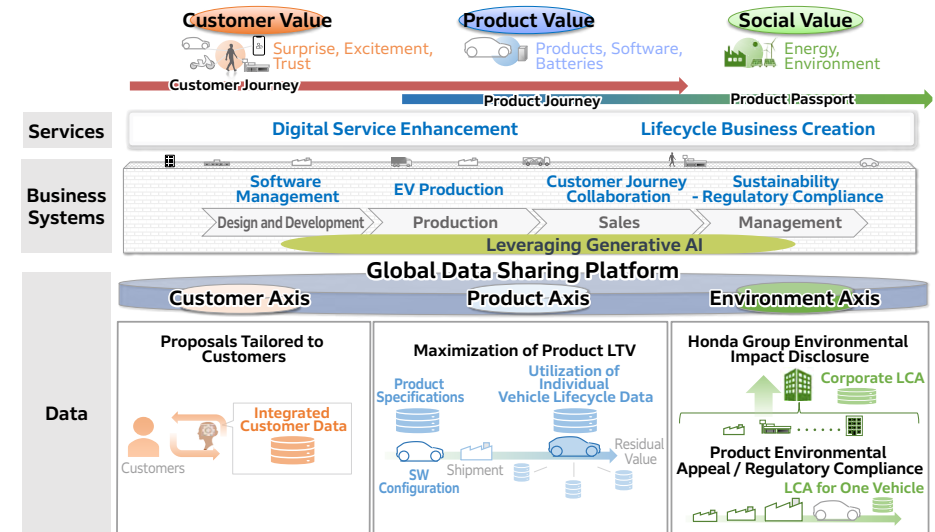 Customer Value
Product Value
Social Value
Surprise, Excitement,
Trust
Products, Software,
Batteries
Energy,
Environment
Customer Journey
Product Journey
Product Passport
Services
Digital Service Enhancement
Lifecycle Business Creation
Business
Systems
Software
Management
EV Production
Customer Journey
Collaboration
Sustainability
- Regulatory Compliance
Design and Development
Production
Sales
Management
Leveraging Generative AI
Global Data Sharing Platform
Customer Axis
Product Axis
Environment Axis
Data
Proposals Tailored to
Customers
Integrated
Customer Data
Customers
Maximization of Product LTV
Product
Specifications
Utilization of
Individual
Vehicle Lifecycle Data
SW
Configuration
Shipment
Residual
Value
Honda Group Environmental
Impact Disclosure
Corporate LCA
Product Environmental
Appeal / Regulatory Compliance
LCA for One Vehicle